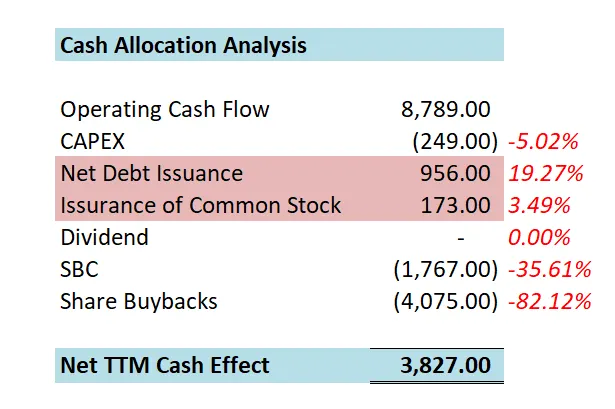 Cash Allocation Analysis
Operating Cash Flow 8,789.00
CAPEX (249.00) -5.02%
Net Debt Issuance 956.00 19.27%
Issurance of Common Stock 173.00 3.49%
Dividend - 0.00%
SBC (1,767.00) -35.61%
Share Buybacks (4,075.00) -82.12%
Net TTM Cash Effect 3,827.00